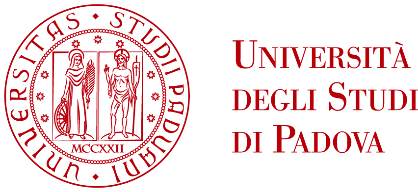 UNIVERSITAS · STUDII PADUANI ·
MCCXXII
UNIVERSITÀ
DEGLI STUDI
DI PADOVA